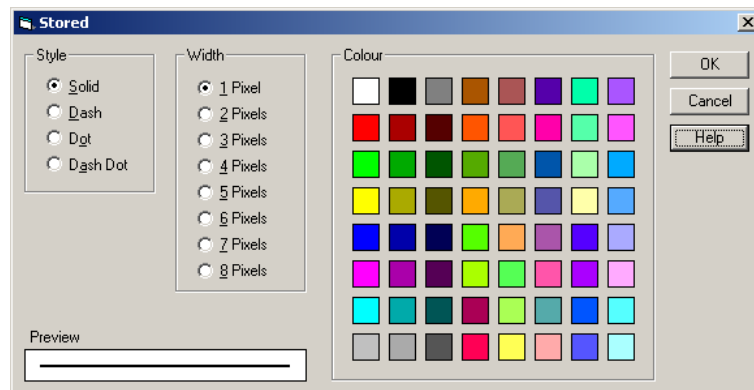 Stored
Style
Solid
Dash
Dot
Dash Dot
Width
1 Pixel
2 Pixels
3 Pixels
4 Pixels
5 Pixels
6 Pixels
7 Pixels
8 Pixels
Colour
OK
Cancel
Help
Preview